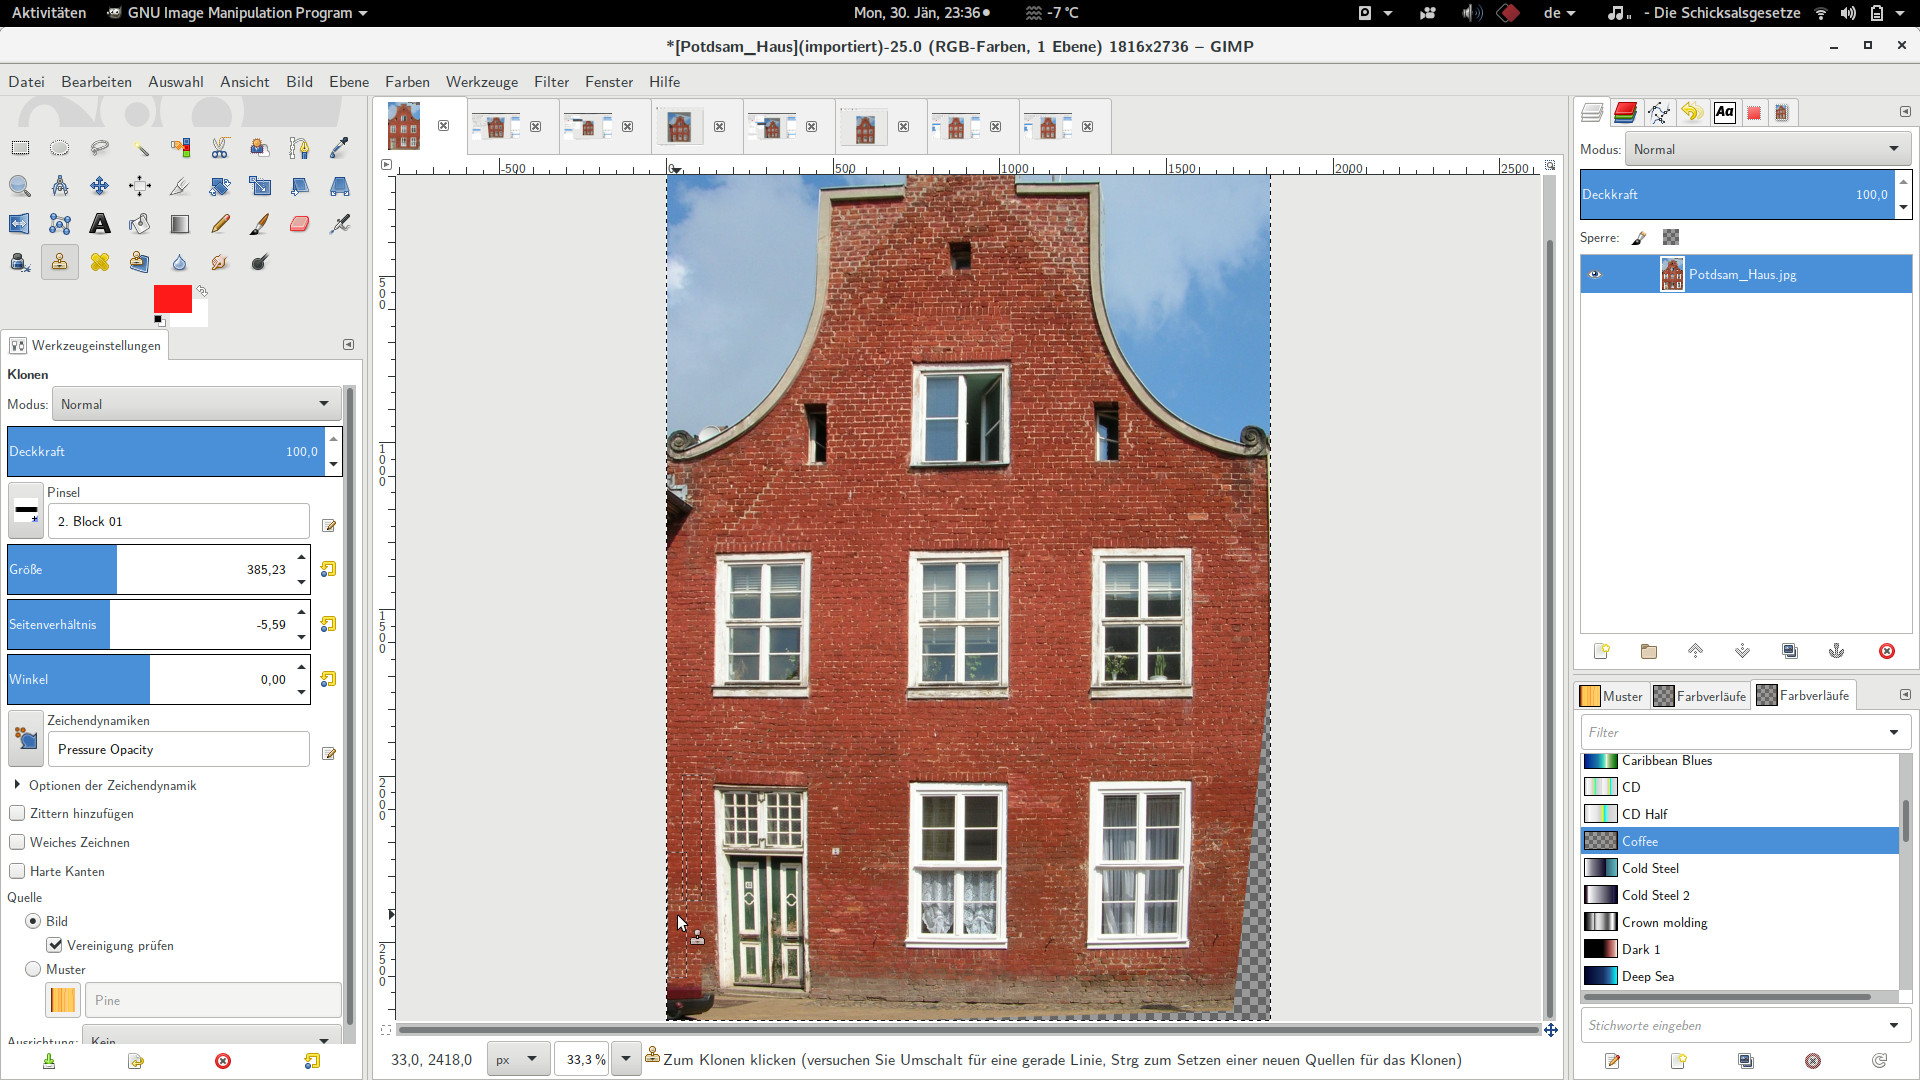 Aktivitäten GNU Image Manipulation Program Mon, 30. Jän, 23:36 -7 °C de - Die Schicksalsgesetze
*[Potdsam_Haus](importiert)-25.0 (RGB-Farben, 1 Ebene) 1816x2736 – GIMP
Datei Bearbeiten Auswahl Ansicht Bild Ebene Farben Werkzeuge Filter Fenster Hilfe
-500 0 500 1000 1500 2000 2500
500
1000
1500
2000
2500
Werkzeugeinstellungen
Klonen
Modus: Normal
Deckkraft 100,0
Pinsel
2. Block 01
Größe 385,23
Seitenverhältnis -5,59
Winkel 0,00
Zeichendynamiken
Pressure Opacity
Optionen der Zeichendynamik
Zittern hinzufügen
Weiches Zeichnen
Harte Kanten
Quelle
Bild
Vereinigung prüfen
Muster
Pine
Ausrichtung: Kein
33,0, 2418,0 px 33,3 % Zum Klonen klicken (versuchen Sie Umschalt für eine gerade Linie, Strg zum Setzen einer neuen Quellen für das Klonen)
Aa
Modus: Normal
Deckkraft 100,0
Sperre:
Potdsam_Haus.jpg
Muster Farbverläufe Farbverläufe
Filter
Caribbean Blues
CD
CD Half
Coffee
Cold Steel
Cold Steel 2
Crown molding
Dark 1
Deep Sea
Stichworte eingeben